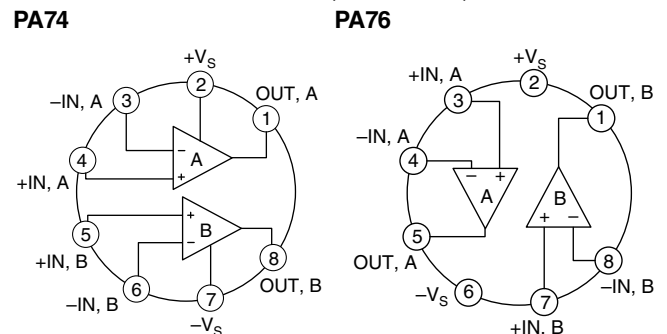 PA74
+VS
OUT, A
–IN, A
+IN, A
+IN, B
–IN, B
–VS
OUT, B
1
2
3
4
5
6
7
8
A
–
+
B
+
–
PA76
+VS
OUT, B
+IN, A
–IN, A
OUT, A
–VS
+IN, B
–IN, B
1
2
3
4
5
6
7
8
A
– +
B
+ –